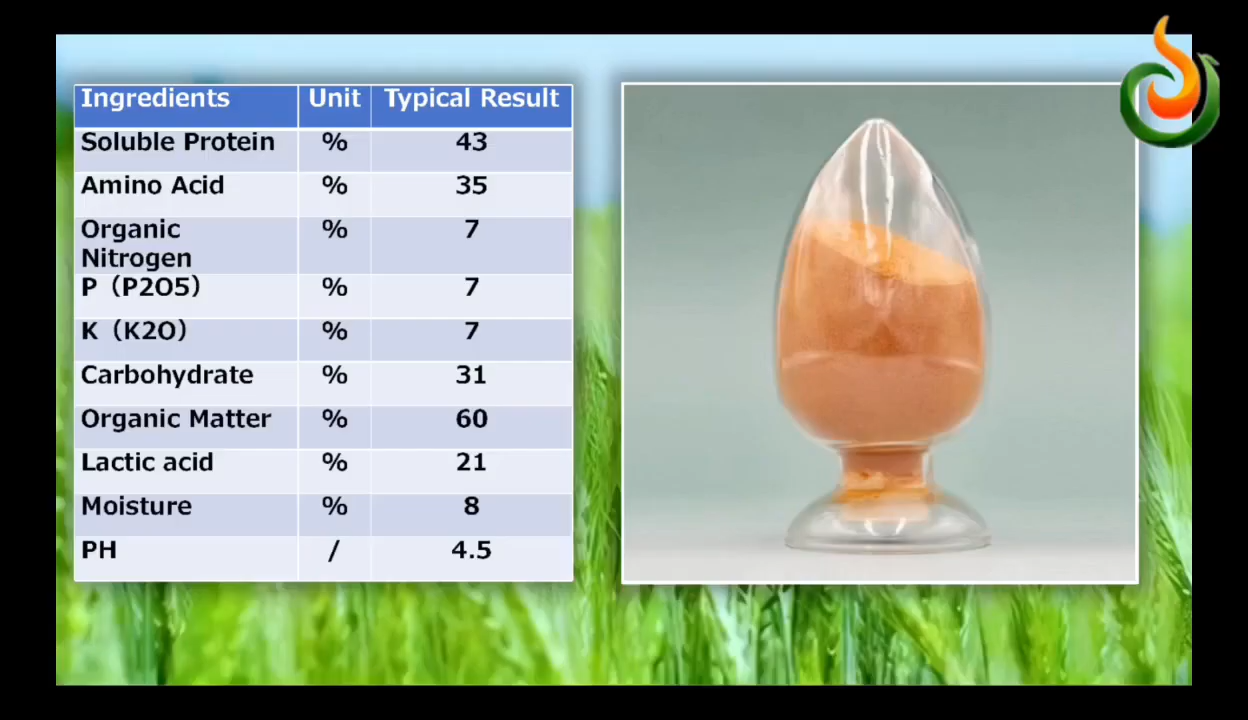 Ingredients Unit Typical Result
Soluble Protein % 43
Amino Acid % 35
Organic
Nitrogen % 7
P（P2O5） % 7
K（K2O） % 7
Carbohydrate % 31
Organic Matter % 60
Lactic acid % 21
Moisture % 8
PH / 4.5